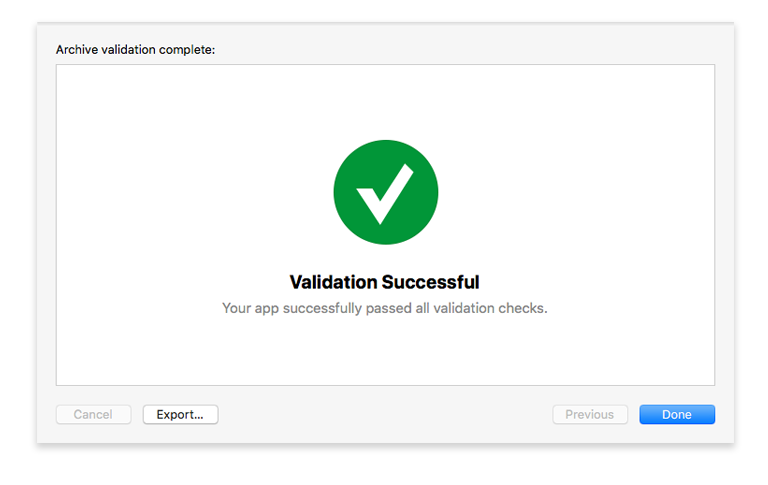 Archive validation complete:
Validation Successful
Your app successfully passed all validation checks.
Cancel
Export...
Previous
Done